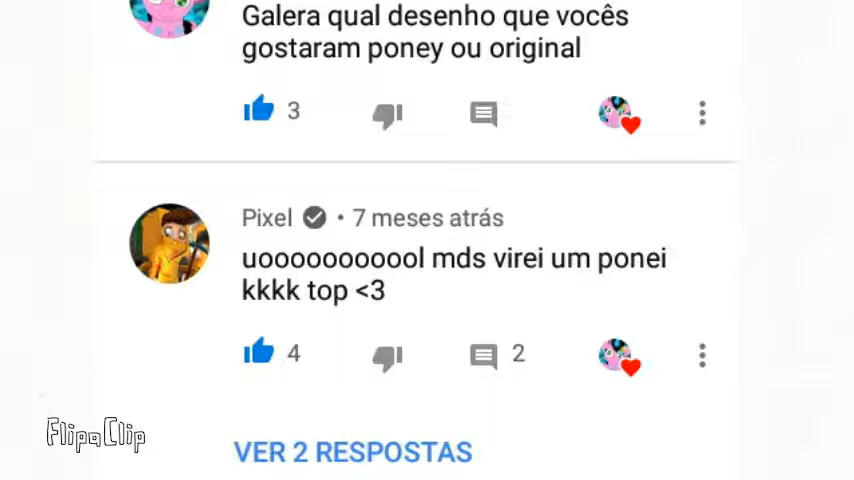 Galera qual desenho que vocês
gostaram poney ou original
3
Pixel • 7 meses atrás
uooooooooool mds virei um ponei
kkkk top <3
4
2
FlipaClip
VER 2 RESPOSTAS